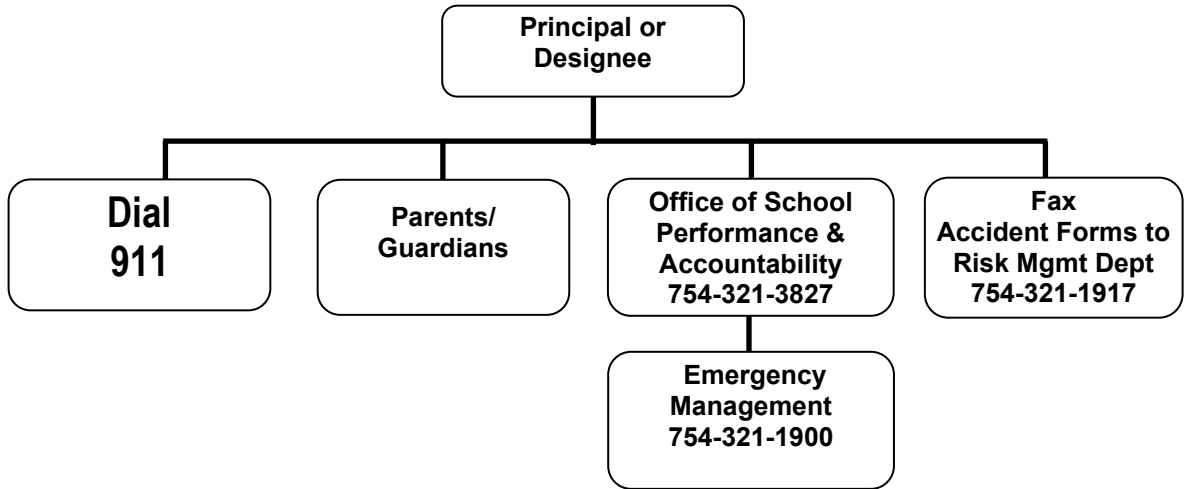 Principal or
Designee
Dial
911
Parents/
Guardians
Office of School
Performance &
Accountability
754-321-3827
Fax
Accident Forms to
Risk Mgmt Dept
754-321-1917
Emergency
Management
754-321-1900